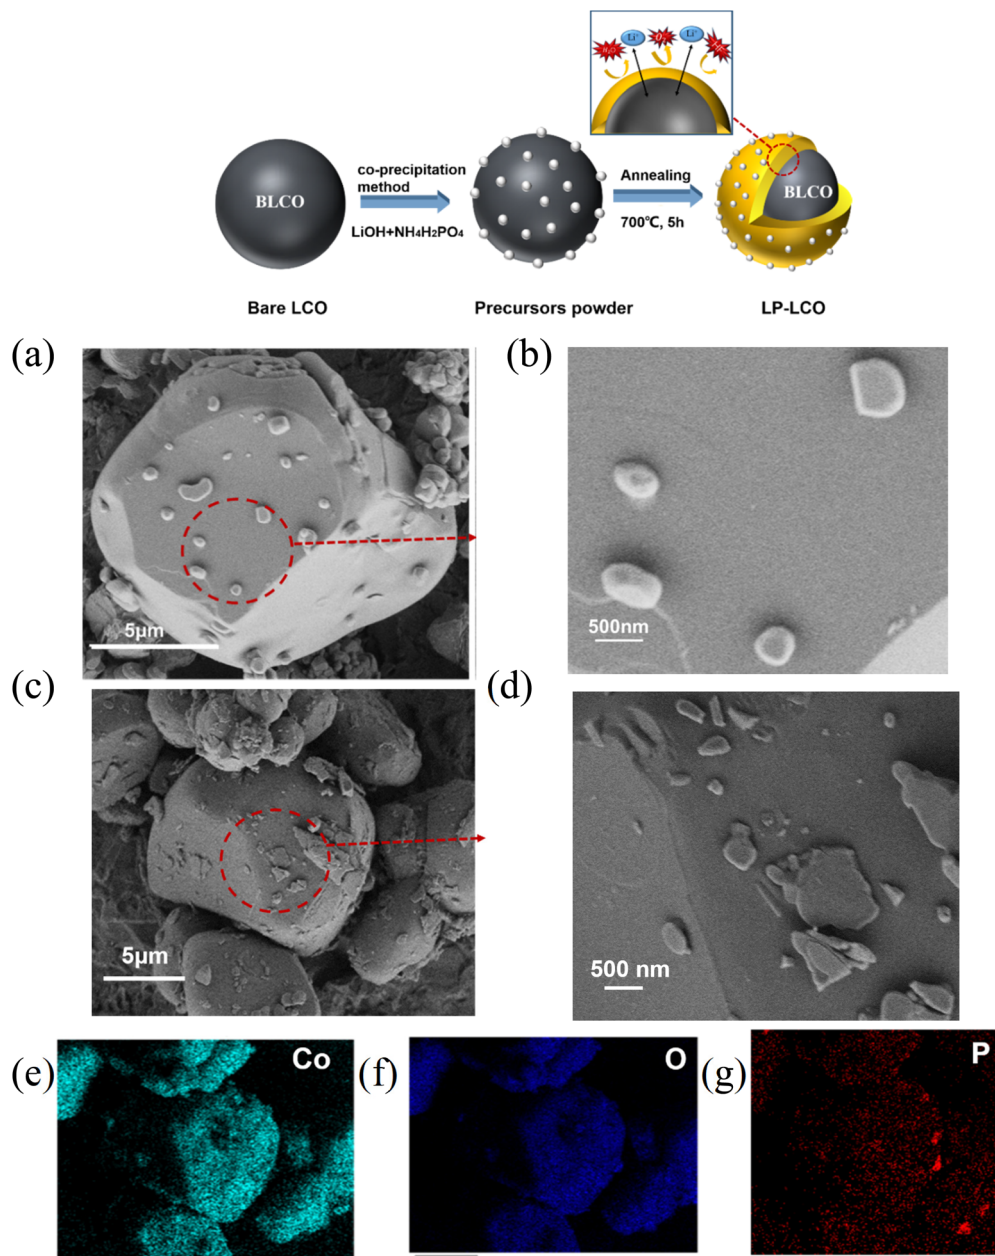 Li⁺
Li⁺
H₂O
co-precipitation
method
Annealing
BLCO
BLCO
LiOH+NH₄H₂PO₄
700℃, 5h
Bare LCO
Precursors powder
LP-LCO
(a)
(b)
5μm
500nm
(c)
(d)
5μm
500 nm
(e)
Co
(f)
O
(g)
P